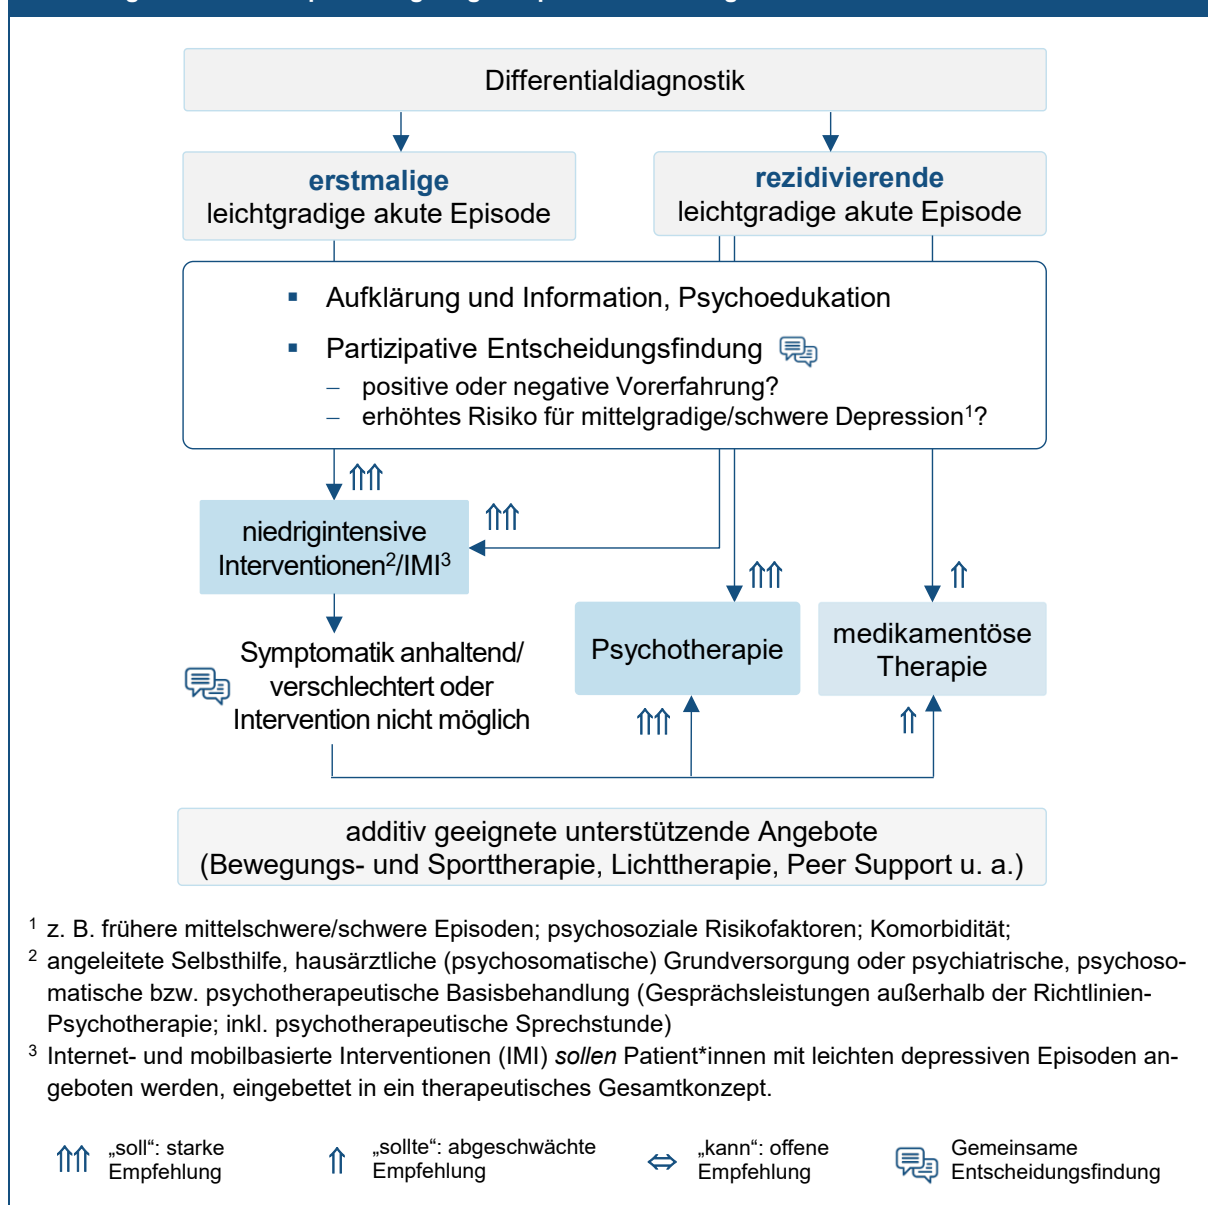 Differentialdiagnostik
erstmalige
leichtgradige akute Episode
rezidivierende
leichtgradige akute Episode
▪ Aufklärung und Information, Psychoedukation
▪ Partizipative Entscheidungsfindung
– positive oder negative Vorerfahrung?
– erhöhtes Risiko für mittelgradige/schwere Depression¹?
⇑⇑
niedrigintensive
Interventionen²/IMI³
⇑⇑
⇑⇑
⇑
Psychotherapie
medikamentöse
Therapie
Symptomatik anhaltend/
verschlechtert oder
Intervention nicht möglich
⇑⇑
⇑
additiv geeignete unterstützende Angebote
(Bewegungs- und Sporttherapie, Lichttherapie, Peer Support u. a.)
¹ z. B. frühere mittelschwere/schwere Episoden; psychosoziale Risikofaktoren; Komorbidität;
² angeleitete Selbsthilfe, hausärztliche (psychosomatische) Grundversorgung oder psychiatrische, psychoso-
matische bzw. psychotherapeutische Basisbehandlung (Gesprächsleistungen außerhalb der Richtlinien-
Psychotherapie; inkl. psychotherapeutische Sprechstunde)
³ Internet- und mobilbasierte Interventionen (IMI) sollen Patient*innen mit leichten depressiven Episoden an-
geboten werden, eingebettet in ein therapeutisches Gesamtkonzept.
⇑⇑ „soll“: starke
Empfehlung
⇑ „sollte“: abgeschwächte
Empfehlung
⇔ „kann“: offene
Empfehlung
Gemeinsame
Entscheidungsfindung